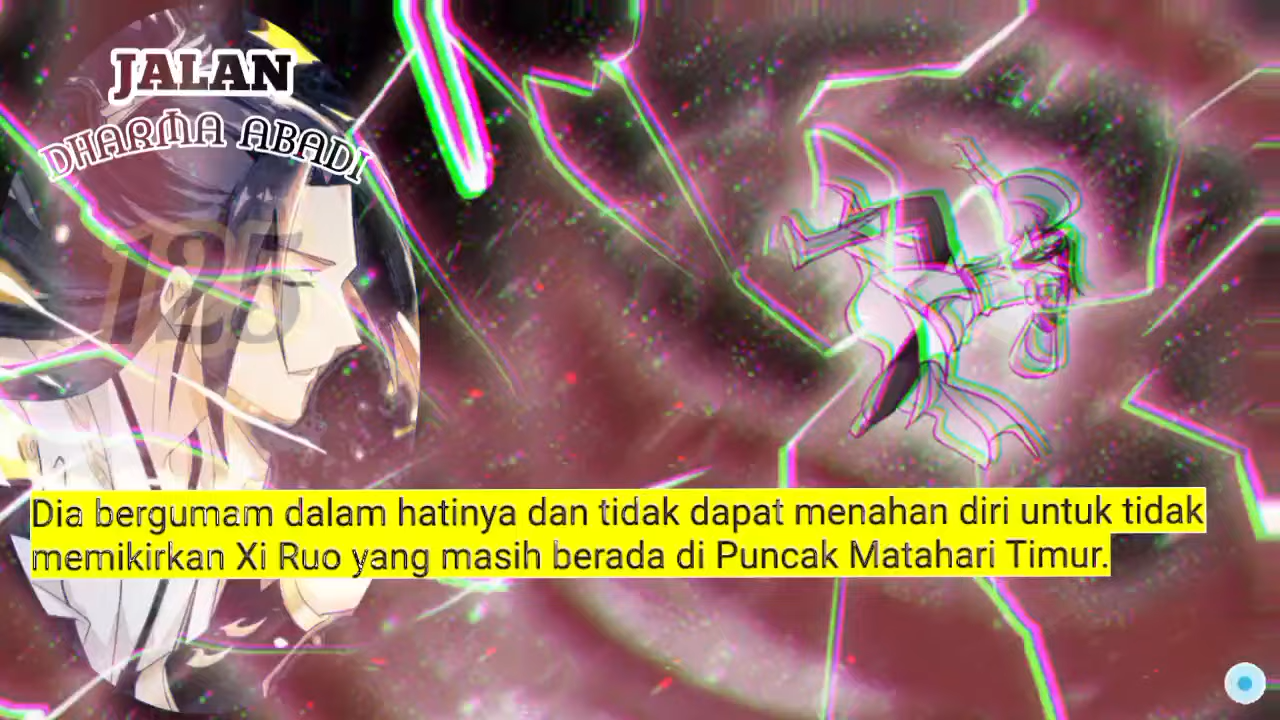 JALAN
DHARMA ABADI
125
Dia bergumam dalam hatinya dan tidak dapat menahan diri untuk tidak
memikirkan Xi Ruo yang masih berada di Puncak Matahari Timur.